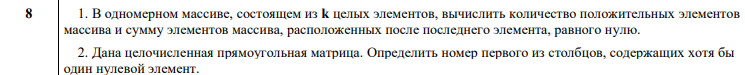 8
1. В одномерном массиве, состоящем из k целых элементов, вычислить количество положительных элементов
массива и сумму элементов массива, расположенных после последнего элемента, равного нулю.
2. Дана целочисленная прямоугольная матрица. Определить номер первого из столбцов, содержащих хотя бы
один нулевой элемент.